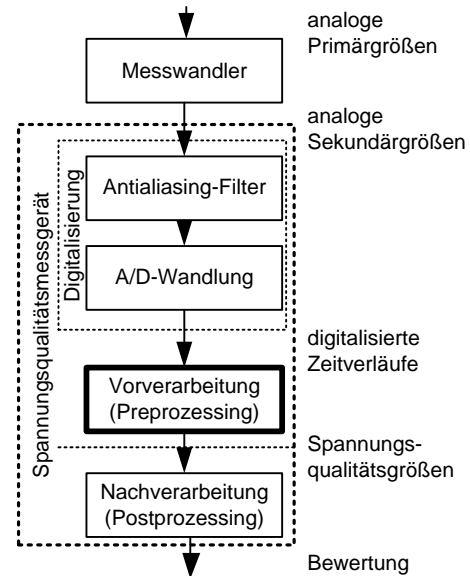 analoge
Primärgrößen
Messwandler
analoge
Sekundärgrößen
Spannungsqualitätsmessgerät
Digitalisierung
Antialiasing-Filter
A/D-Wandlung
digitalisierte
Zeitverläufe
Vorverarbeitung
(Preprozessing)
Spannungs-
qualitätsgrößen
Nachverarbeitung
(Postprozessing)
Bewertung